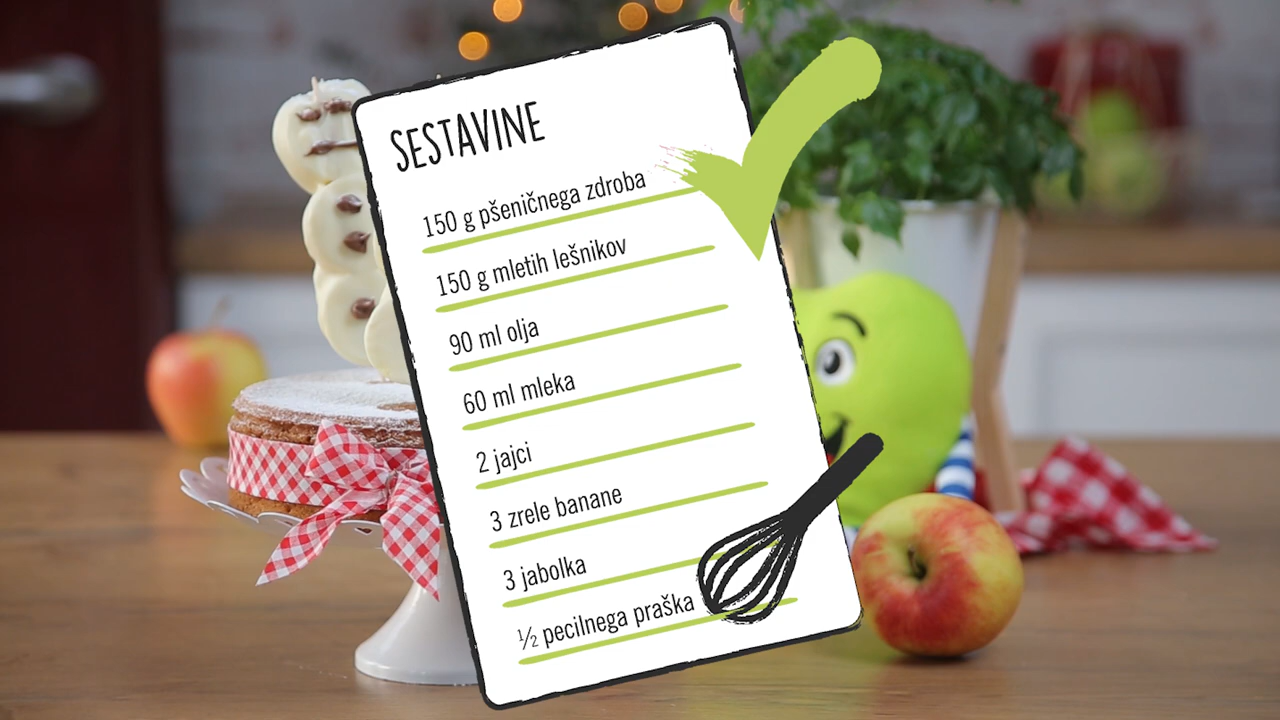 SESTAVINE
150 g pšeničnega zdroba
150 g mletih lešnikov
90 ml olja
60 ml mleka
2 jajci
3 zrele banane
3 jabolka
½ pecilnega praška